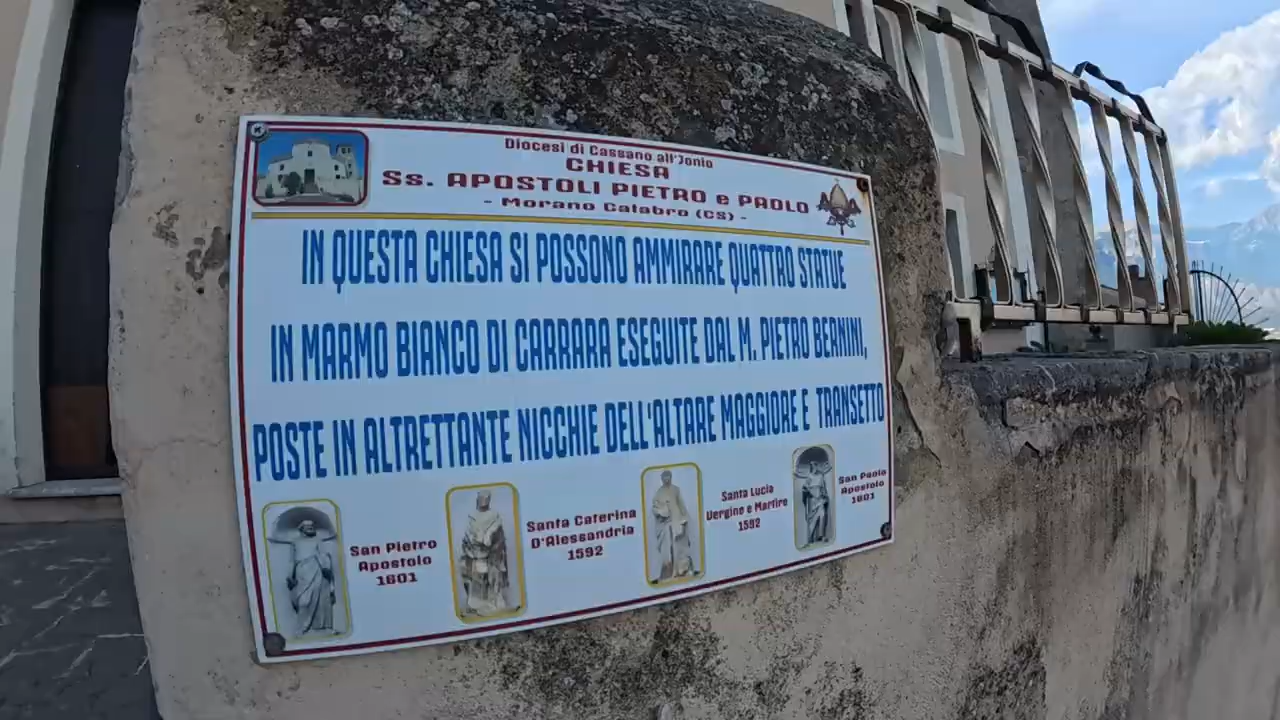 Diocesi di Cassano all'Jonio
CHIESA
Ss. APOSTOLI PIETRO e PAOLO
- Morano Calabro (CS) -
IN QUESTA CHIESA SI POSSONO AMMIRARE QUATTRO STATUE
IN MARMO BIANCO DI CARRARA ESEGUITE DAL M. PIETRO BERNINI,
POSTE IN ALTRETTANTE NICCHIE DELL'ALTARE MAGGIORE E TRANSETTO
San Pietro
Apostolo
1601
Santa Caterina
D'Alessandria
1592
Santa Lucia
Vergine e Martire
1592
San Paolo
Apostolo
1601